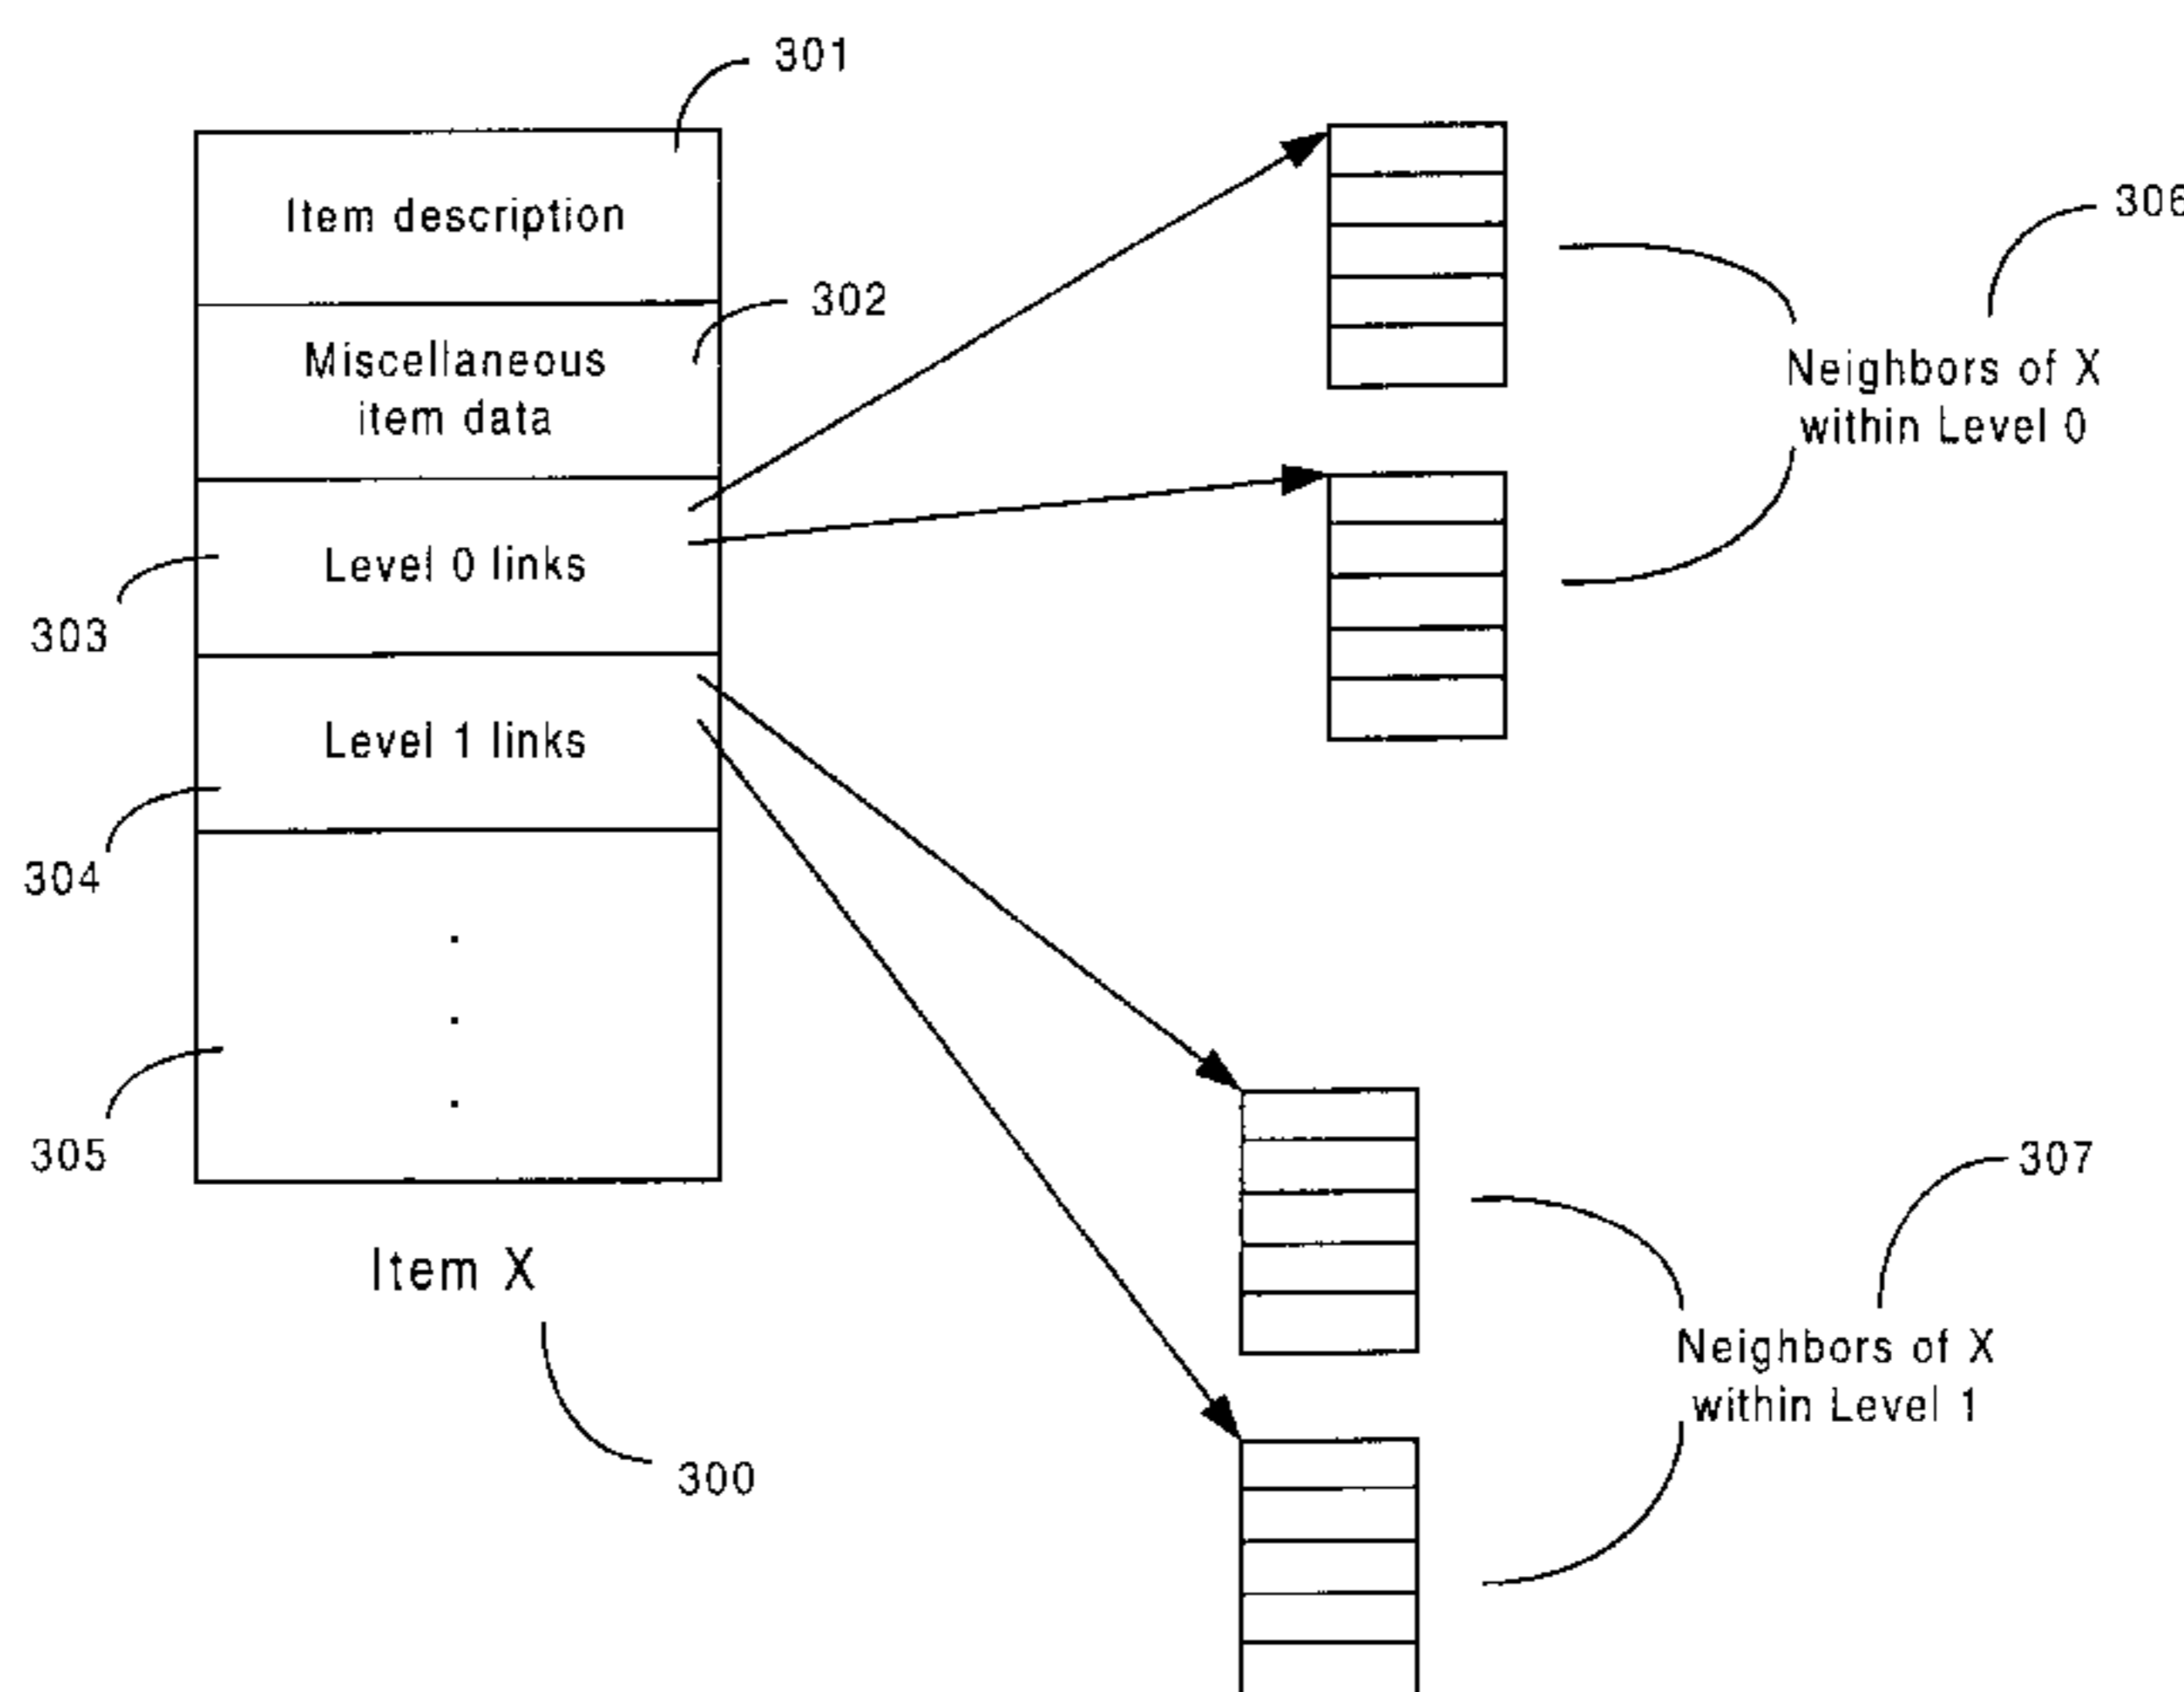 301
Item description
302
Miscellaneous
item data
303
Level 0 links
304
Level 1 links
305
.
.
.
Item X
300
306
Neighbors of X
within Level 0
307
Neighbors of X
within Level 1